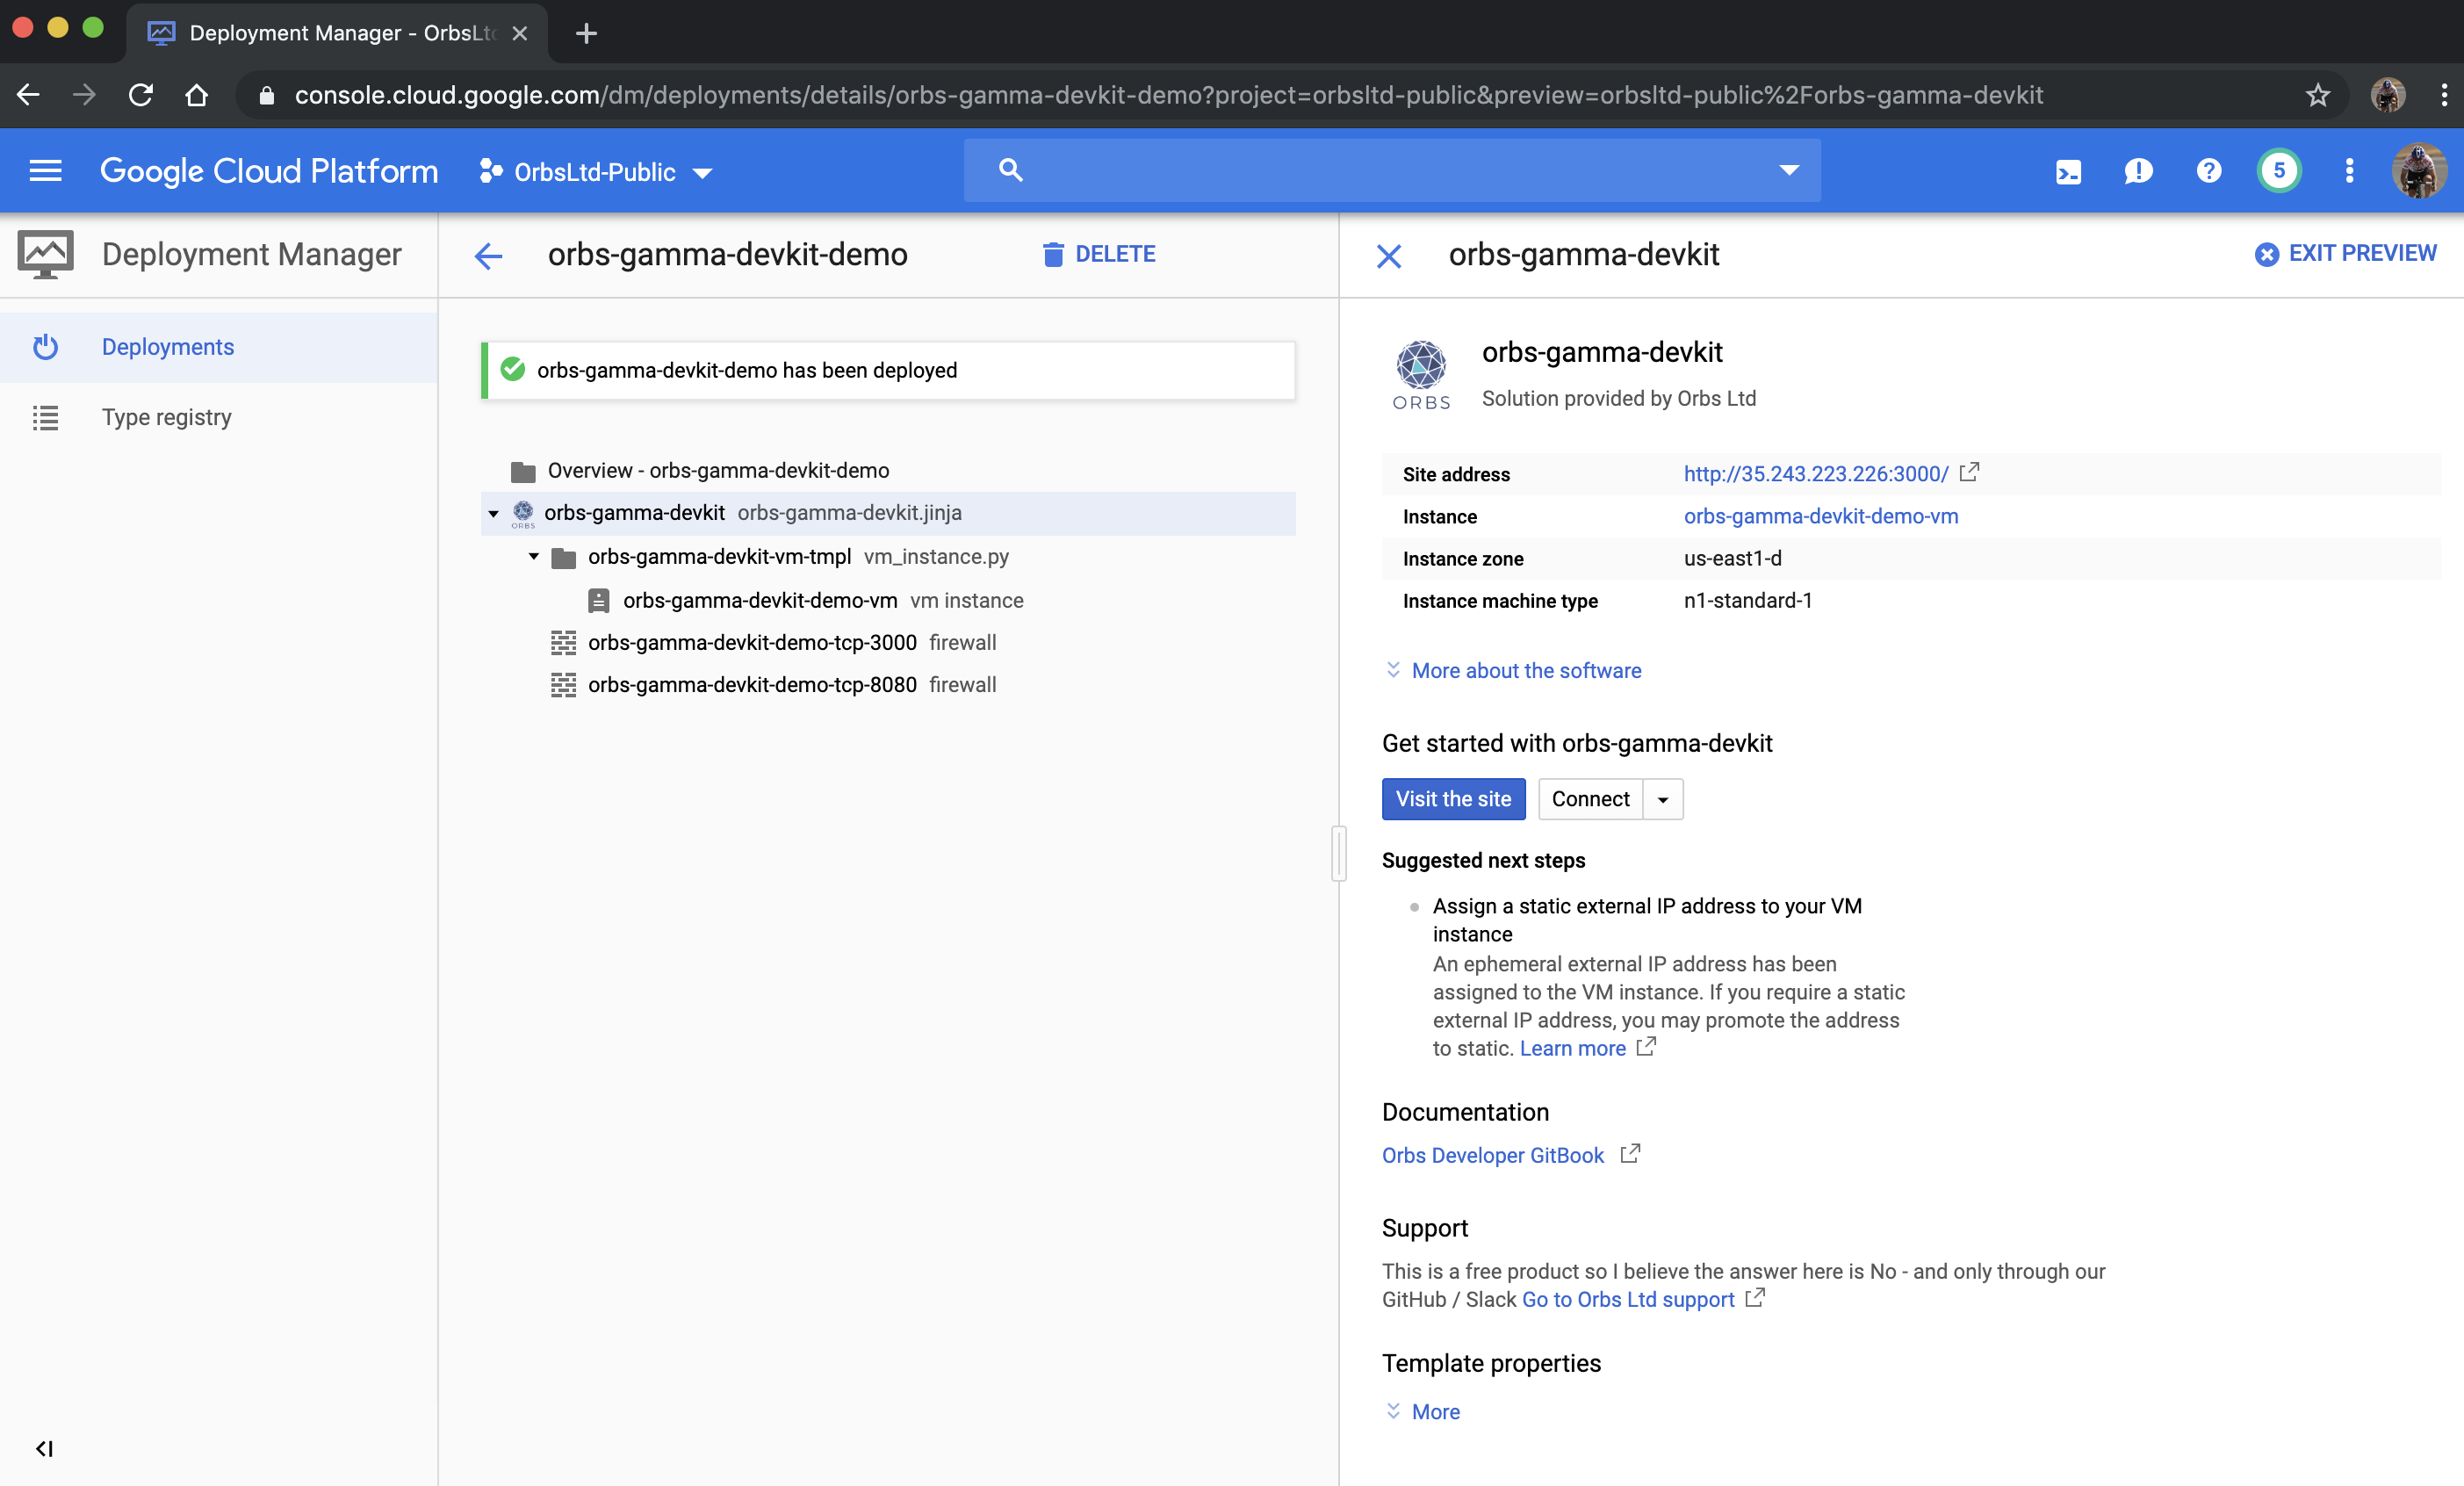 Deployment Manager - OrbsLtd
console.cloud.google.com/dm/deployments/details/orbs-gamma-devkit-demo?project=orbsltd-public&preview=orbsltd-public%2Forbs-gamma-devkit
Google Cloud Platform
OrbsLtd-Public
5
Deployment Manager
Deployments
Type registry
orbs-gamma-devkit-demo
DELETE
orbs-gamma-devkit-demo has been deployed
Overview - orbs-gamma-devkit-demo
ORBS
orbs-gamma-devkit orbs-gamma-devkit.jinja
orbs-gamma-devkit-vm-tmpl vm_instance.py
orbs-gamma-devkit-demo-vm vm instance
orbs-gamma-devkit-demo-tcp-3000 firewall
orbs-gamma-devkit-demo-tcp-8080 firewall
orbs-gamma-devkit
EXIT PREVIEW
ORBS
orbs-gamma-devkit
Solution provided by Orbs Ltd
Site address http://35.243.223.226:3000/
Instance orbs-gamma-devkit-demo-vm
Instance zone us-east1-d
Instance machine type n1-standard-1
More about the software
Get started with orbs-gamma-devkit
Visit the site
Connect
Suggested next steps
Assign a static external IP address to your VM
instance
An ephemeral external IP address has been
assigned to the VM instance. If you require a static
external IP address, you may promote the address
to static. Learn more
Documentation
Orbs Developer GitBook
Support
This is a free product so I believe the answer here is No - and only through our
GitHub / Slack Go to Orbs Ltd support
Template properties
More